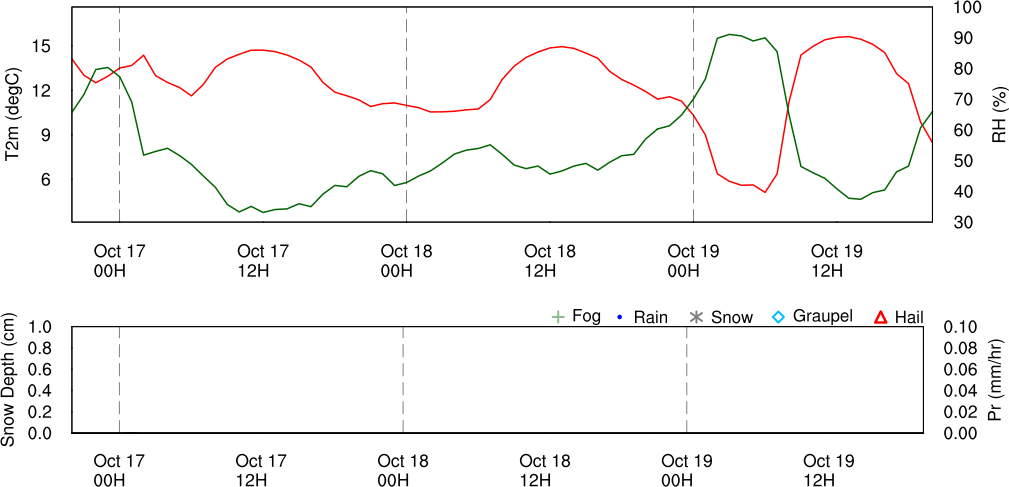 100
15
90
80
12
70
60
9
50
6
40
30
T2m (degC)
RH (%)
Oct 17 Oct 17 Oct 18 Oct 18 Oct 19 Oct 19
00H 12H 00H 12H 00H 12H
Fog Rain Snow Graupel Hail
1.0 0.10
0.8 0.08
0.6 0.06
0.4 0.04
0.2 0.02
0.0 0.00
Snow Depth (cm)
Pr (mm/hr)
Oct 17 Oct 17 Oct 18 Oct 18 Oct 19 Oct 19
00H 12H 00H 12H 00H 12H